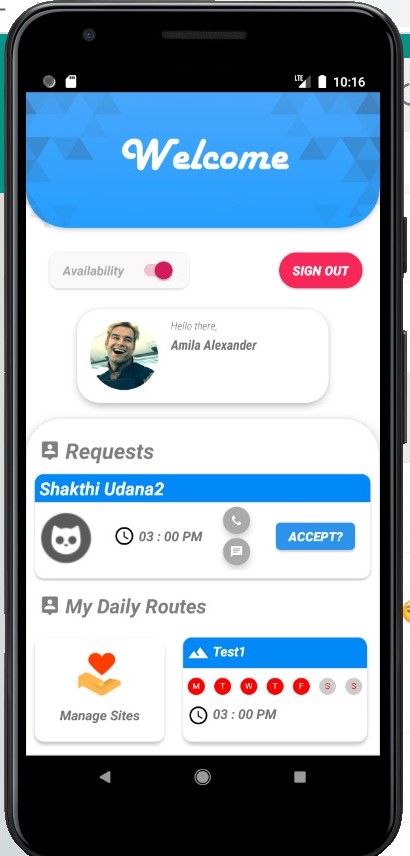 LTE 10:16
Welcome
Availability
SIGN OUT
Hello there,
Amila Alexander
Requests
Shakthi Udana2
03 : 00 PM
ACCEPT?
My Daily Routes
Manage Sites
Test1
M T W T F S S
03 : 00 PM